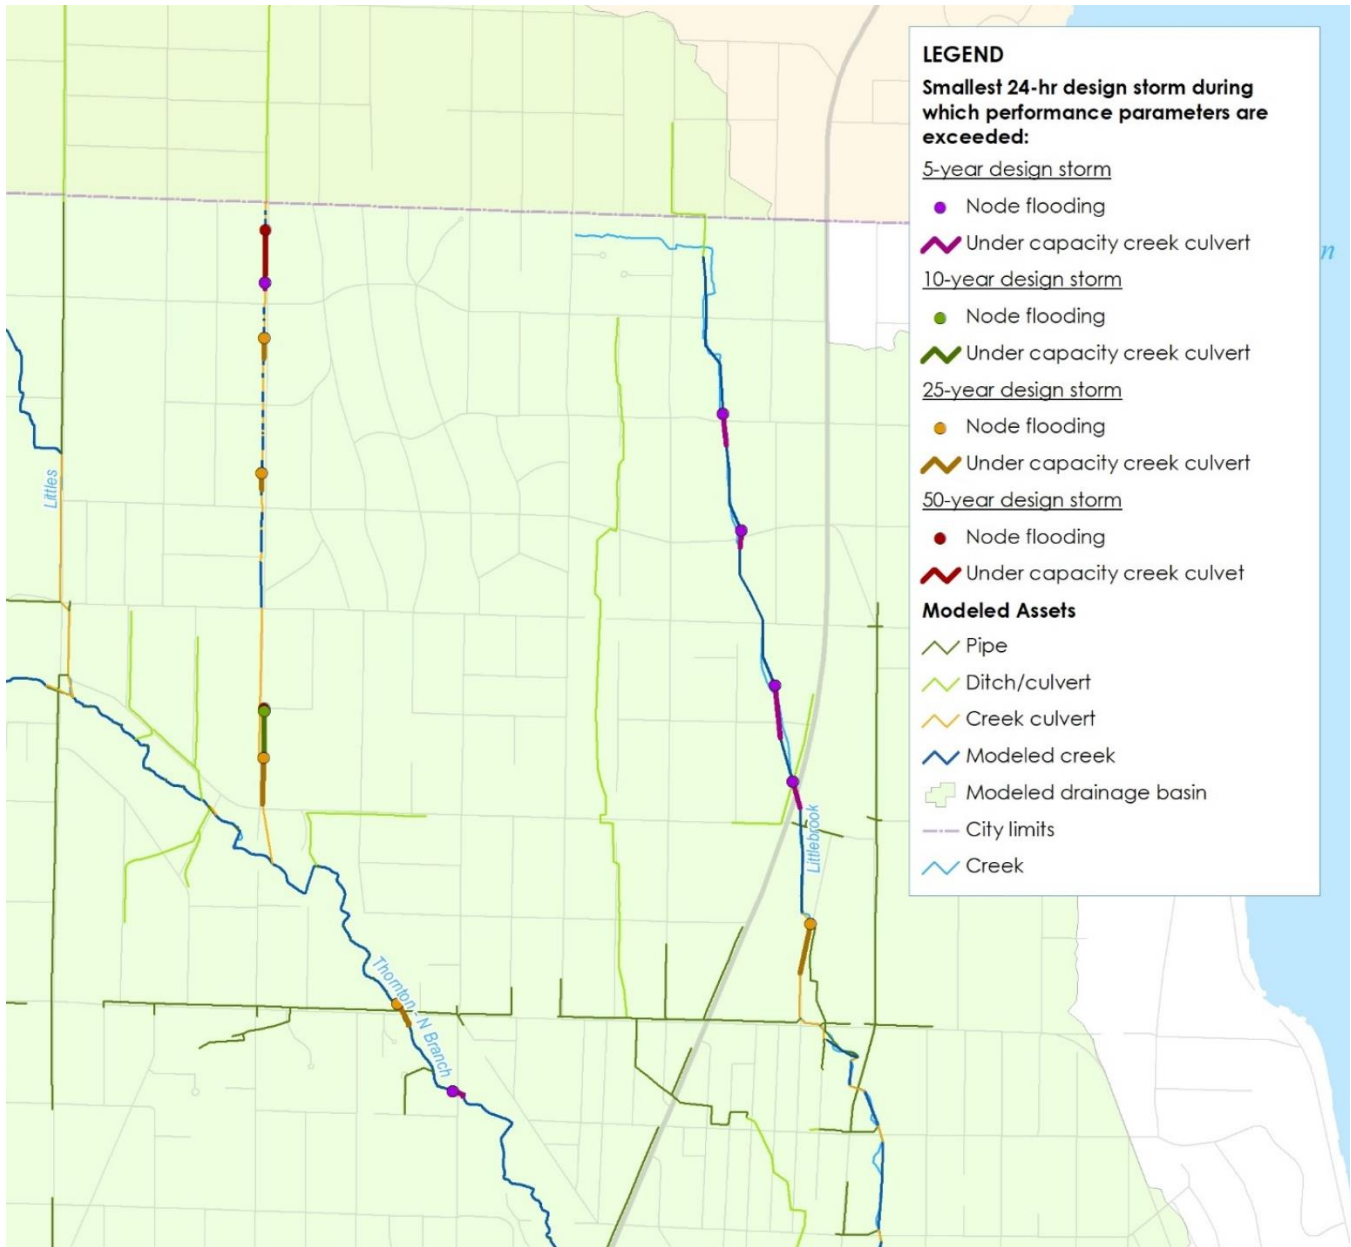 LEGEND
Smallest 24-hr design storm during
which performance parameters are
exceeded:
5-year design storm
Node flooding
Under capacity creek culvert
10-year design storm
Node flooding
Under capacity creek culvert
25-year design storm
Node flooding
Under capacity creek culvert
50-year design storm
Node flooding
Under capacity creek culvet
Modeled Assets
Pipe
Ditch/culvert
Creek culvert
Modeled creek
Modeled drainage basin
City limits
Creek
n
Littles
Littlebrook
Thornton - N Branch